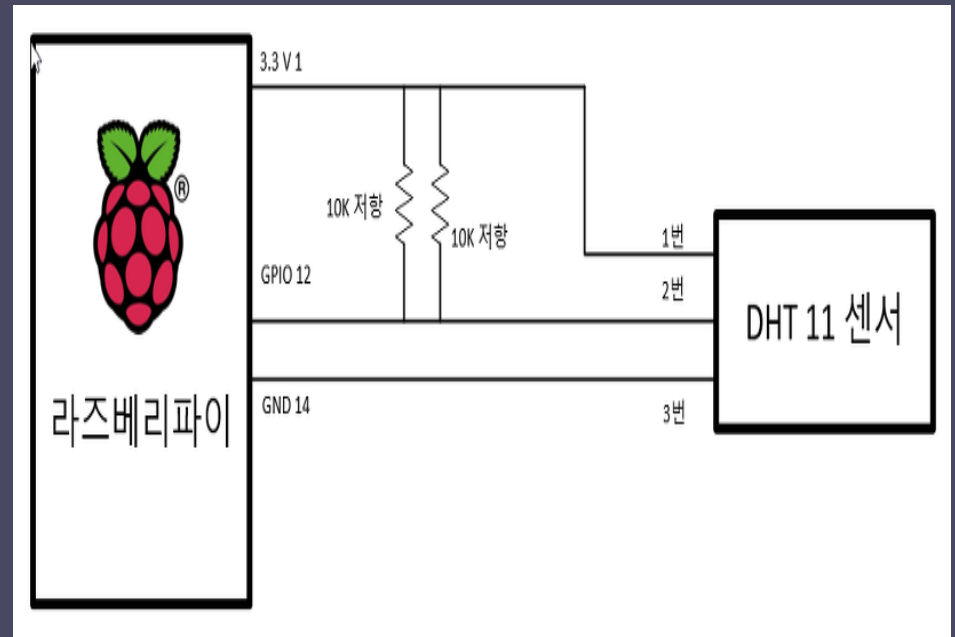 3.3 V 1
10K 저항
10K 저항
GPIO 12
1번
2번
DHT 11 센서
라즈베리파이
GND 14
3번
®